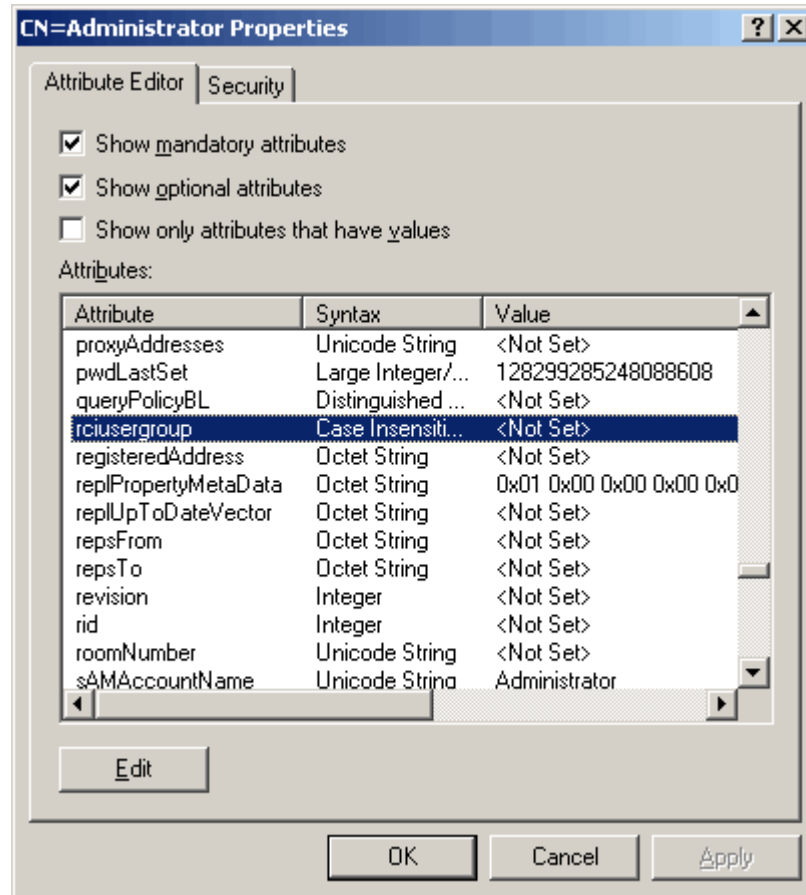 CN=Administrator Properties
Attribute Editor Security
Show mandatory attributes
Show optional attributes
Show only attributes that have values
Attributes:
Attribute Syntax Value
proxyAddresses Unicode String <Not Set>
pwdLastSet Large Integer/... 128299285248088608
queryPolicyBL Distinguished ... <Not Set>
rciusergroup Case Insensiti... <Not Set>
registeredAddress Octet String <Not Set>
replPropertyMetaData Octet String 0x01 0x00 0x00 0x00 0x0
replUpToDateVector Octet String <Not Set>
repsFrom Octet String <Not Set>
repsTo Octet String <Not Set>
revision Integer <Not Set>
rid Integer <Not Set>
roomNumber Unicode String <Not Set>
sAMAccountName Unicode String Administrator
Edit
OK Cancel Apply